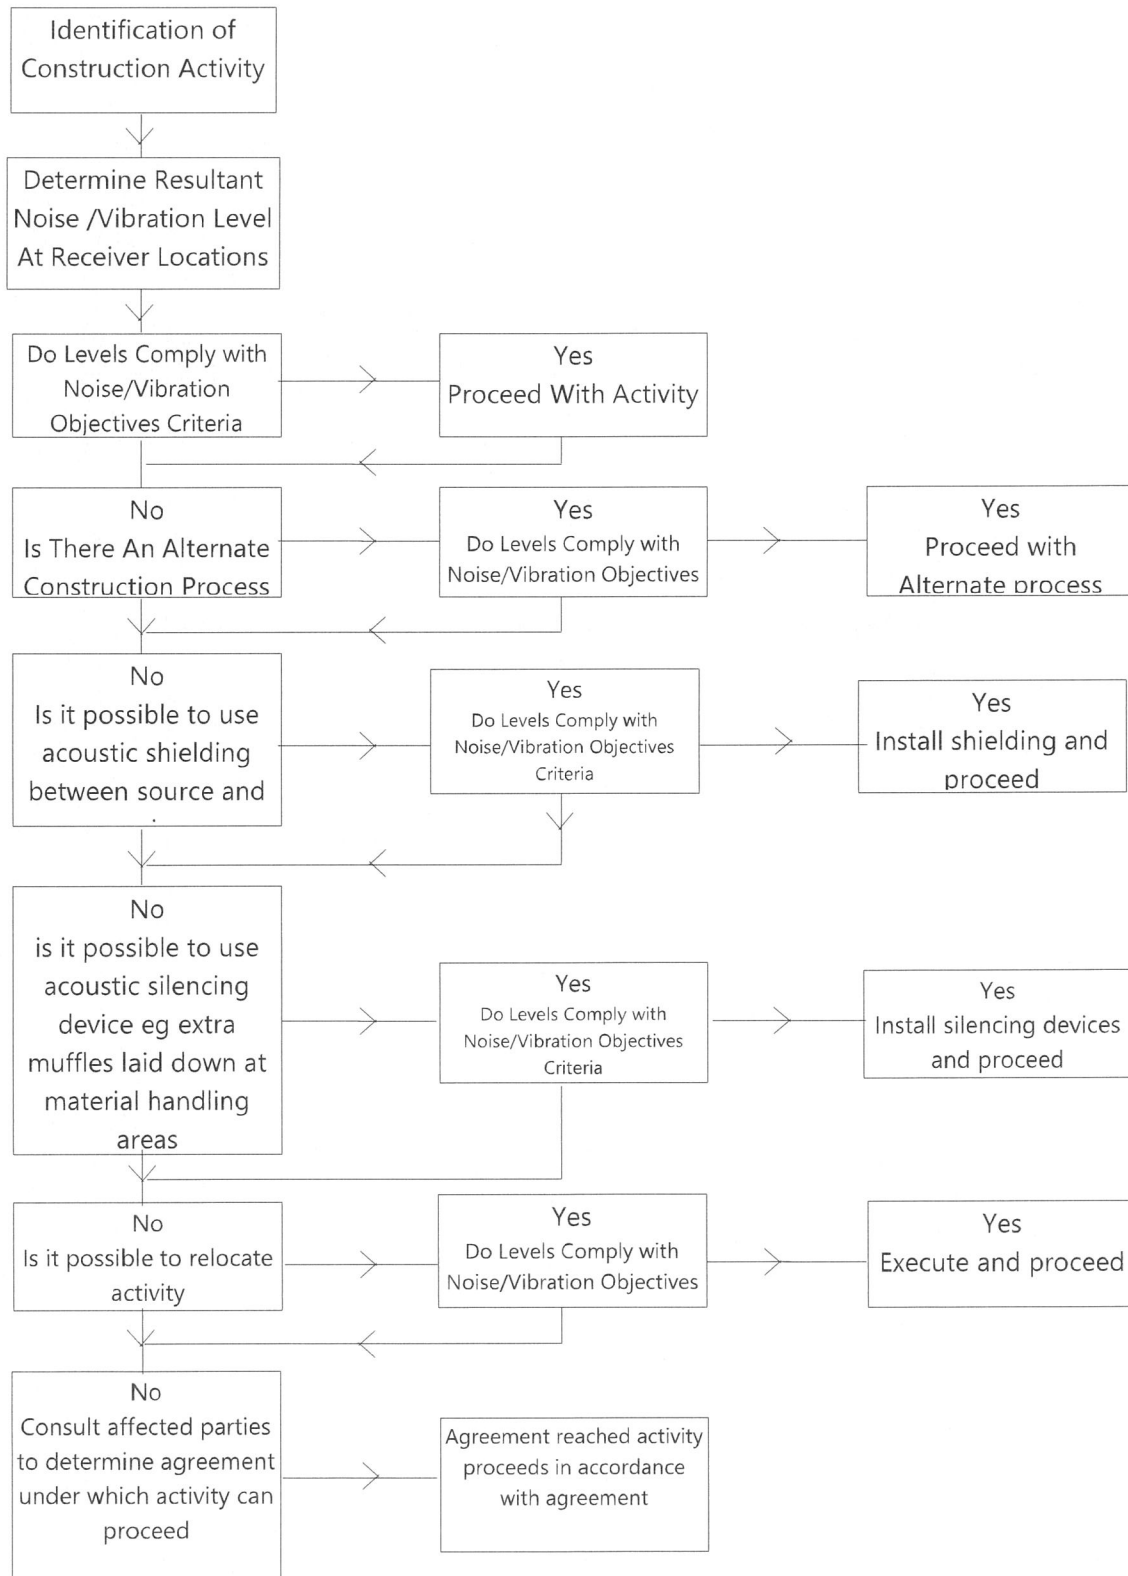 Identification of
Construction Activity
Determine Resultant
Noise /Vibration Level
At Receiver Locations
Do Levels Comply with
Noise/Vibration
Objectives Criteria
Yes
Proceed With Activity
No
Is There An Alternate
Construction Process
Yes
Do Levels Comply with
Noise/Vibration Objectives
Yes
Proceed with
Alternate process
No
Is it possible to use
acoustic shielding
between source and
Yes
Do Levels Comply with
Noise/Vibration Objectives
Criteria
Yes
Install shielding and
proceed
No
is it possible to use
acoustic silencing
device eg extra
muffles laid down at
material handling
areas
Yes
Do Levels Comply with
Noise/Vibration Objectives
Criteria
Yes
Install silencing devices
and proceed
No
Is it possible to relocate
activity
Yes
Do Levels Comply with
Noise/Vibration Objectives
Yes
Execute and proceed
No
Consult affected parties
to determine agreement
under which activity can
proceed
Agreement reached activity
proceeds in accordance
with agreement